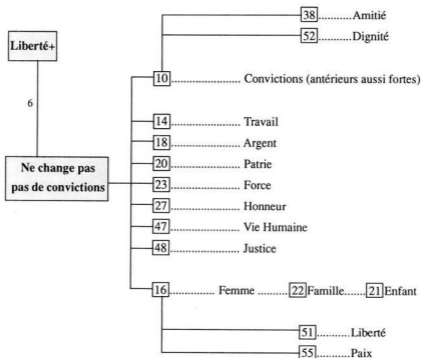 38 ............Amitié
52 ...........Dignité
Liberté+
10 ........................ Convictions (antérieurs aussi fortes)
6
14 ........................ Travail
18 ........................ Argent
20 ........................ Patrie
23 ........................ Force
27 ........................ Honneur
47 ........................ Vie Humaine
48 ........................ Justice
Ne change pas
pas de convictions
16 ................ Femme ..........22 Famille.......21 Enfant
51 ...........Liberté
55 ...........Paix